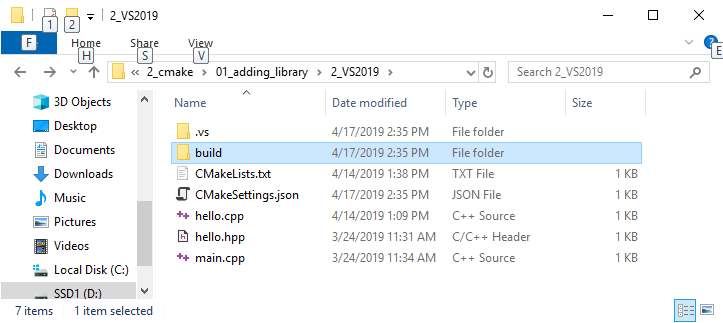 2_VS2019
1 2
F Home Share View
H S V E
« 2_cmake > 01_adding_library > 2_VS2019 > Search 2_VS2019
Name Date modified Type Size
3D Objects
Desktop
Documents
Downloads
Music
Pictures
Videos
Local Disk (C:)
SSD1 (D:)
.vs 4/17/2019 2:35 PM File folder
build 4/17/2019 2:35 PM File folder
CMakeLists.txt 4/14/2019 1:38 PM TXT File 1 KB
CMakeSettings.json 4/17/2019 2:35 PM JSON File 1 KB
hello.cpp 4/14/2019 1:09 PM C++ Source 1 KB
hello.hpp 3/24/2019 11:31 AM C/C++ Header 1 KB
main.cpp 3/24/2019 11:34 AM C++ Source 1 KB
7 items 1 item selected